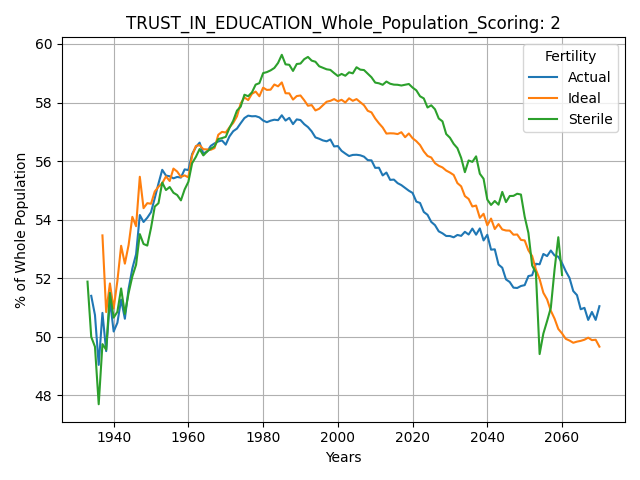 TRUST_IN_EDUCATION_Whole_Population_Scoring: 2
% of Whole Population
60
58
56
54
52
50
48
Fertility
Actual
Ideal
Sterile
1940 1960 1980 2000 2020 2040 2060
Years